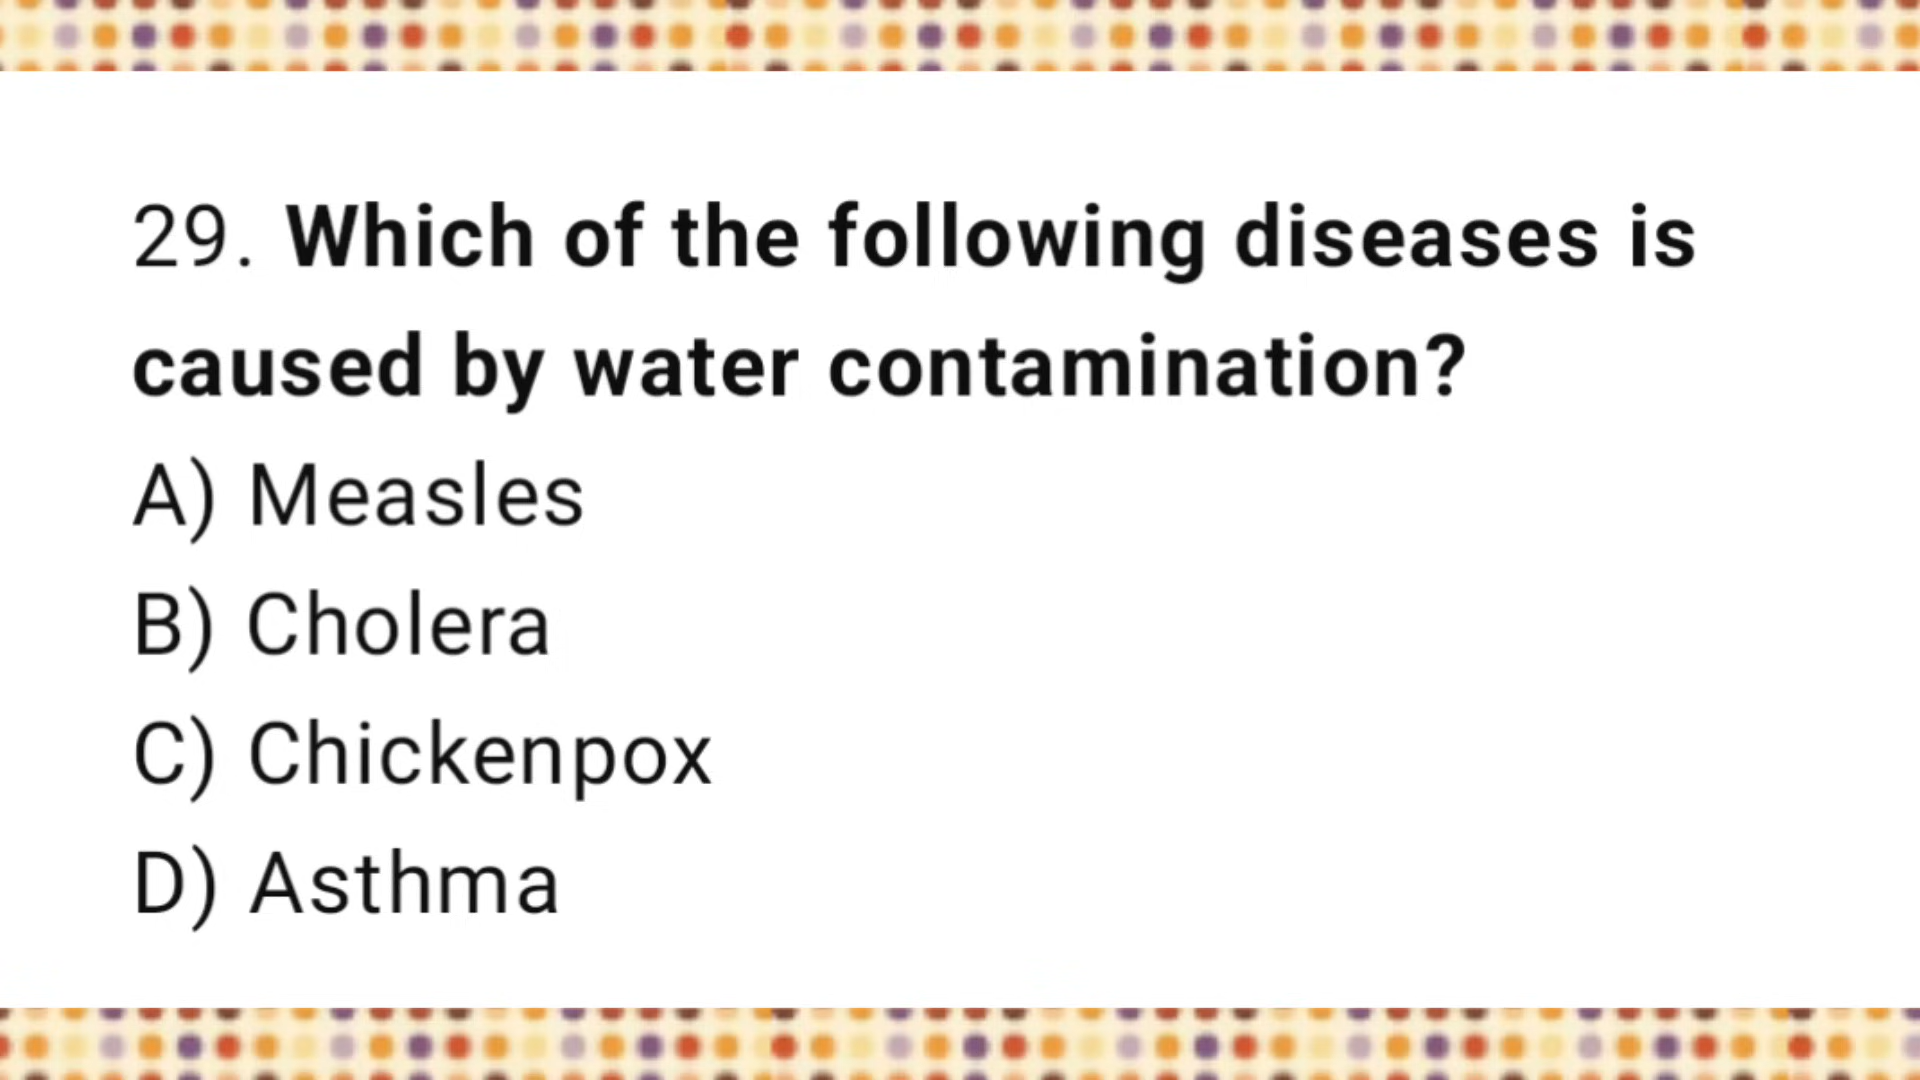 29. Which of the following diseases is
caused by water contamination?
A) Measles
B) Cholera
C) Chickenpox
D) Asthma